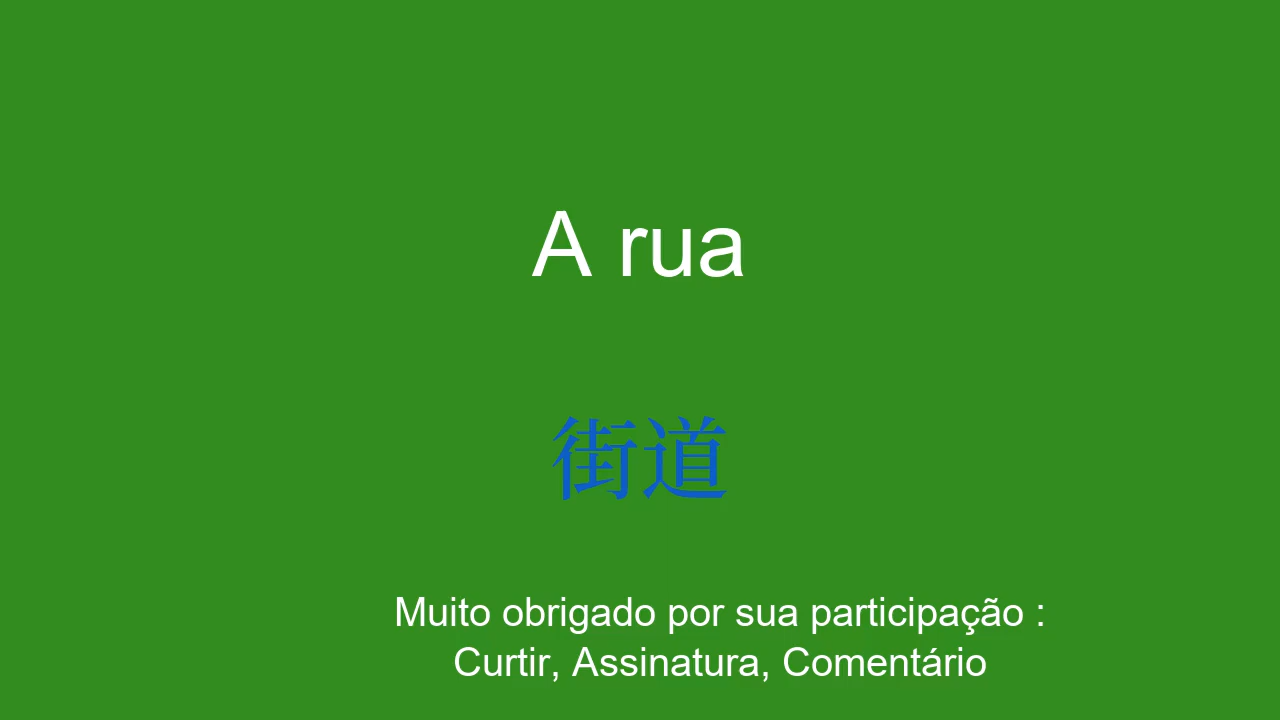 A rua
街道
Muito obrigado por sua participação :
Curtir, Assinatura, Comentário